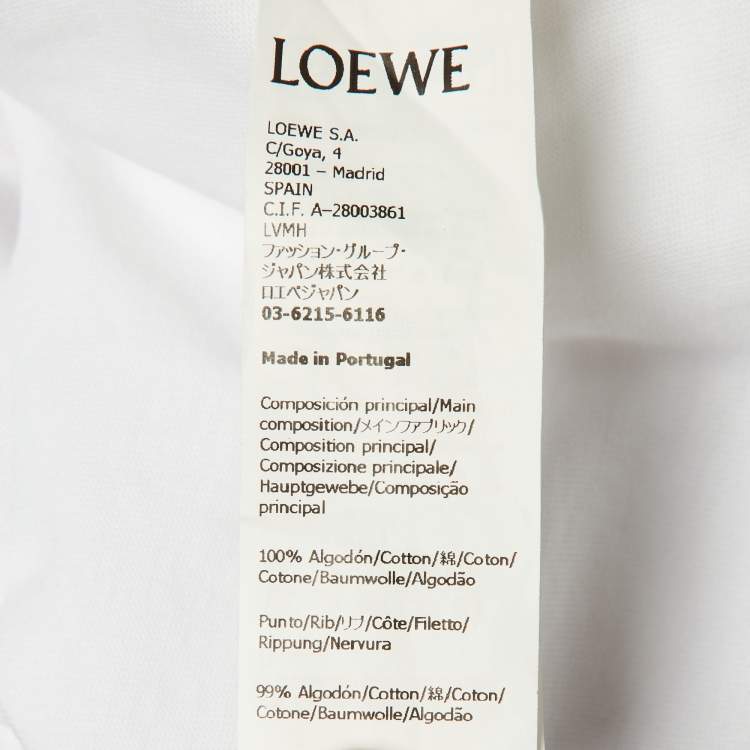 LOEWE
LOEWE S.A.
C/Goya, 4
28001 – Madrid
SPAIN
C.I.F. A–28003861
LVMH
ファッション・グループ・
ジャパン株式会社
ロエベジャパン
03-6215-6116
Made in Portugal
Composición principal/Main
composition/メインファブリック/
Composition principal/
Composizione principale/
Hauptgewebe/Composição
principal
100% Algodón/Cotton/綿/Coton/
Cotone/Baumwolle/Algodão
Punto/Rib/リブ/Côte/Filetto/
Rippung/Nervura
99% Algodón/Cotton/綿/Coton/
Cotone/Baumwolle/Algodão